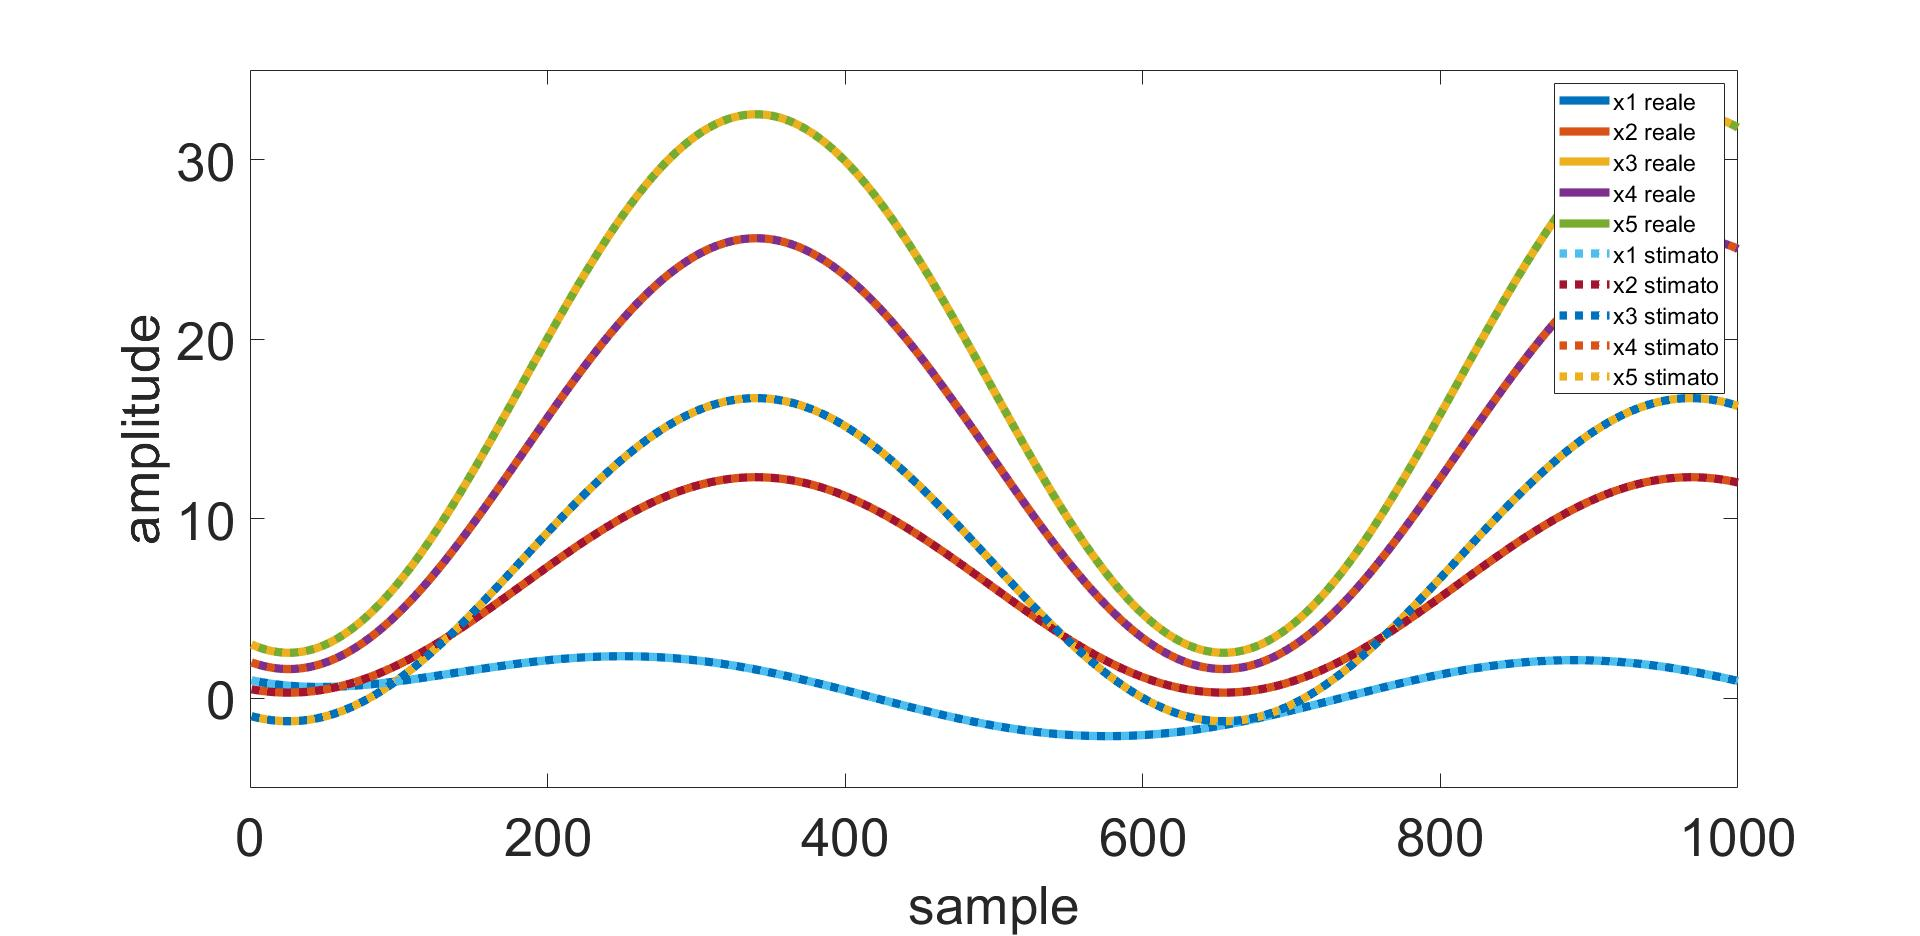 x1 reale
x2 reale
x3 reale
x4 reale
x5 reale
x1 stimato
x2 stimato
x3 stimato
x4 stimato
x5 stimato
30
20
10
0
amplitude
0 200 400 600 800 1000
sample